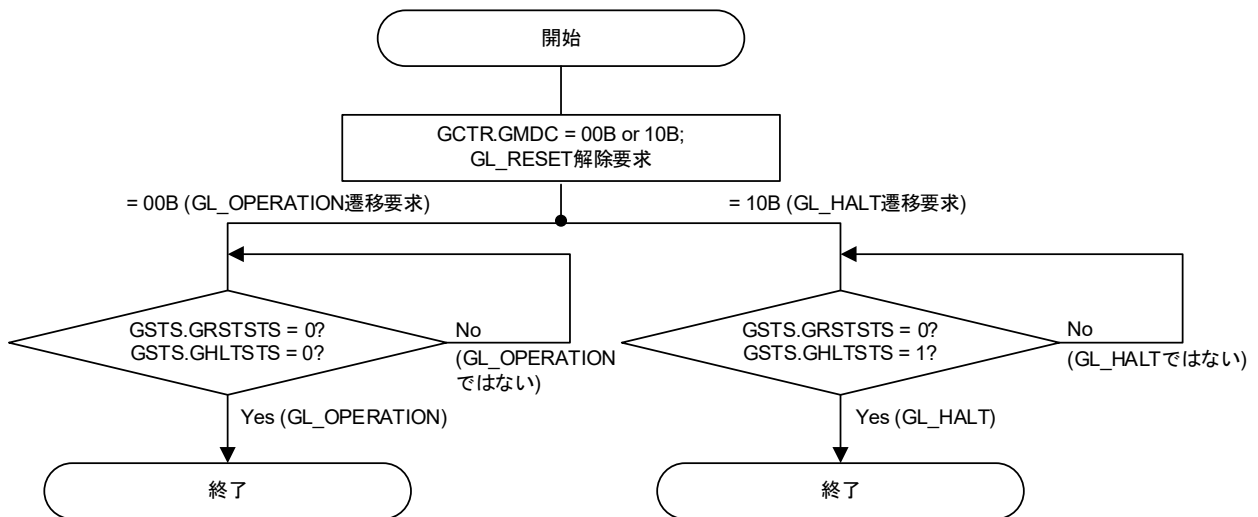 開始
GCTR.GMDC = 00B or 10B;
GL_RESET解除要求
= 00B (GL_OPERATION遷移要求)
= 10B (GL_HALT遷移要求)
GSTS.GRSTSTS = 0?
GSTS.GHLTSTS = 0?
No
(GL_OPERATION
ではない)
GSTS.GRSTSTS = 0?
GSTS.GHLTSTS = 1?
No
(GL_HALTではない)
Yes (GL_OPERATION)
Yes (GL_HALT)
終了
終了